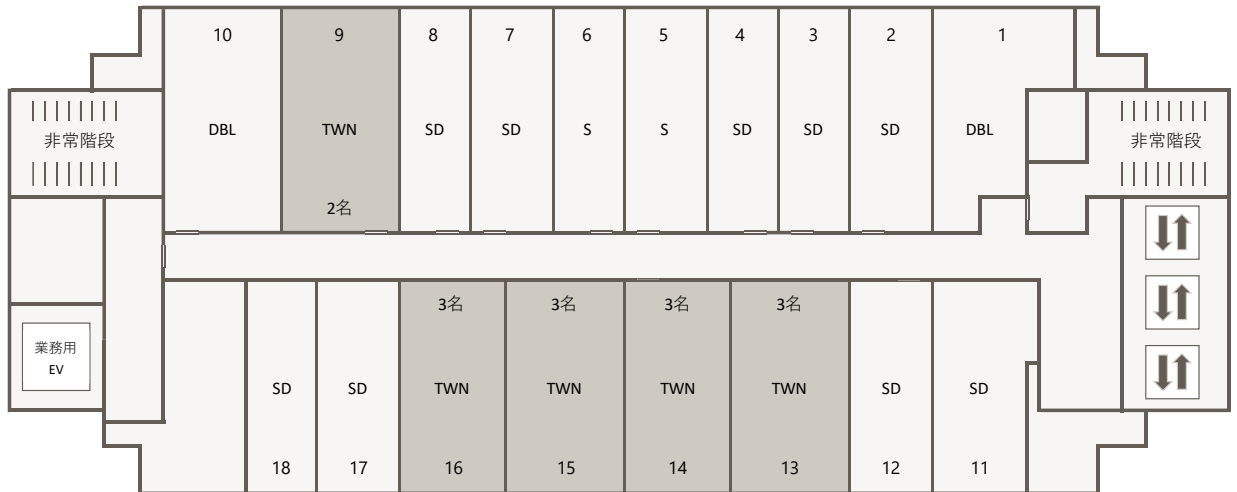 10 9 8 7 6 5 4 3 2 1
DBL TWN SD SD S S SD SD SD DBL
非常階段 非常階段
2名
3名 3名 3名 3名
業務用
EV
SD SD TWN TWN TWN TWN SD SD
18 17 16 15 14 13 12 11